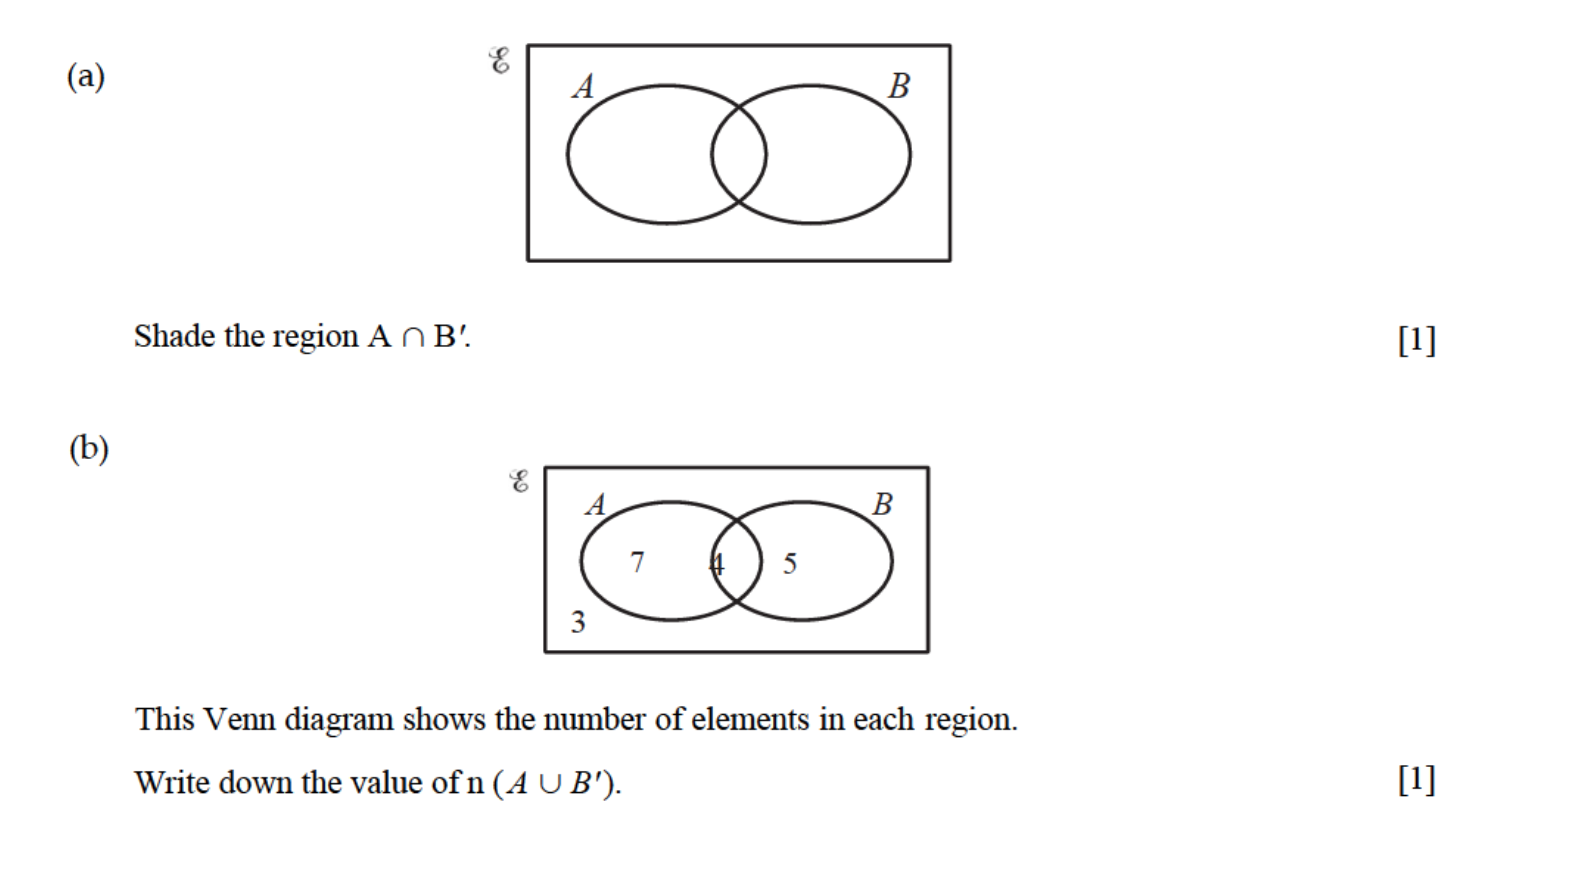 (a)
ℰ
A B
Shade the region A ∩ B′.
[1]
(b)
ℰ
A B
7 4 5
3
This Venn diagram shows the number of elements in each region.
Write down the value of n (A ∪ B′).
[1]